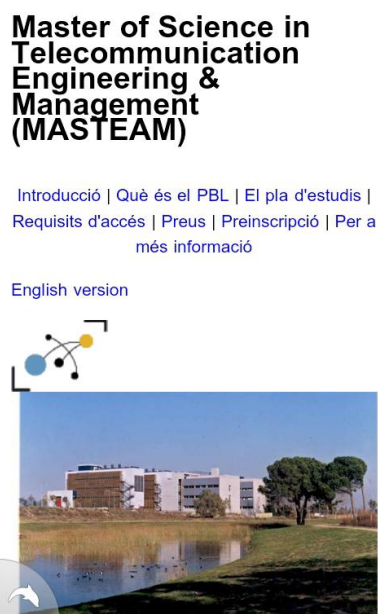 Master of Science in
Telecommunication
Engineering &
Management
(MASTEAM)
Introducció | Què és el PBL | El pla d'estudis |
Requisits d'accés | Preus | Preinscripció | Per a
més informació
English version